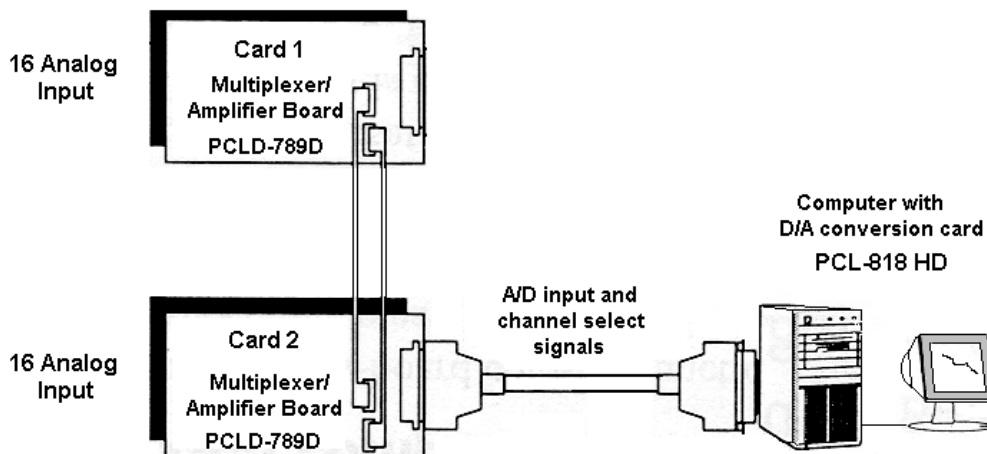 16 Analog
Input
Card 1
Multiplexer/
Amplifier Board
PCLD-789D
Computer with
D/A conversion card
PCL-818 HD
A/D input and
channel select
signals
16 Analog
Input
Card 2
Multiplexer/
Amplifier Board
PCLD-789D